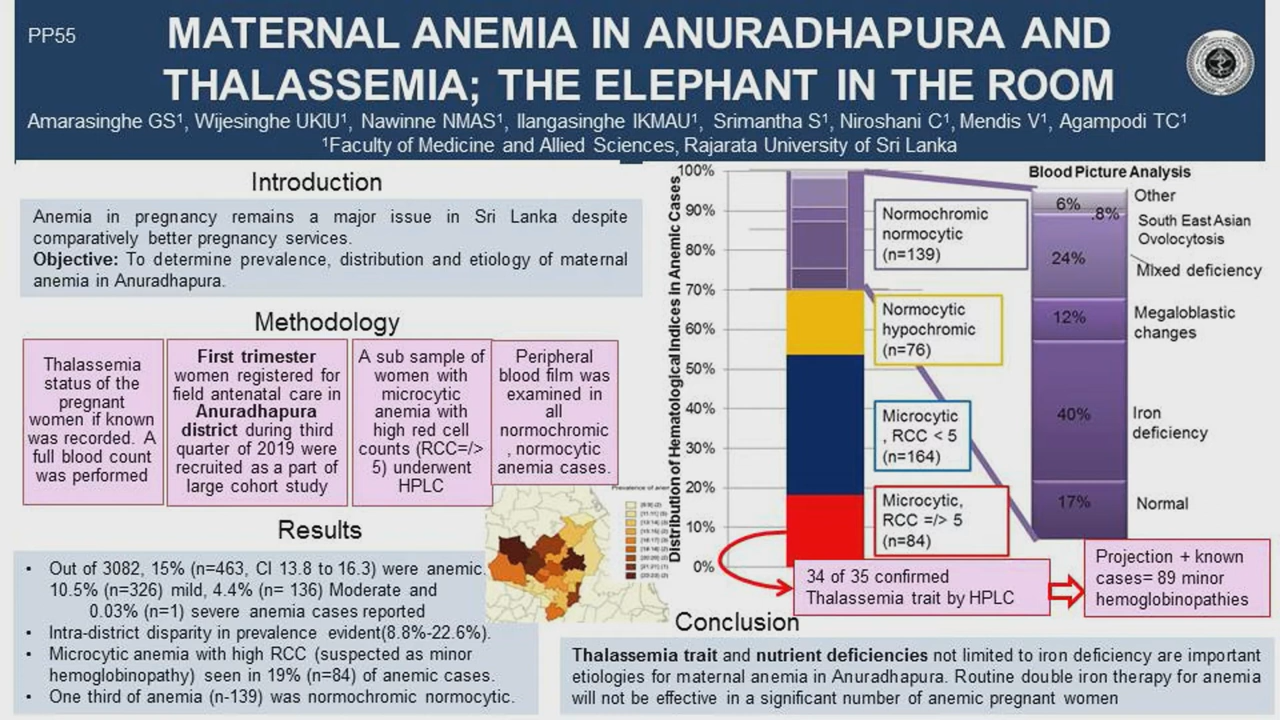 PP55
MATERNAL ANEMIA IN ANURADHAPURA AND
THALASSEMIA; THE ELEPHANT IN THE ROOM
Amarasinghe GS¹, Wijesinghe UKIU¹, Nawinne NMAS¹, Ilangasinghe IKMAU¹, Srimantha S¹, Niroshani C¹, Mendis V¹, Agampodi TC¹
¹Faculty of Medicine and Allied Sciences, Rajarata University of Sri Lanka
Introduction
Anemia in pregnancy remains a major issue in Sri Lanka despite
comparatively better pregnancy services.
Objective: To determine prevalence, distribution and etiology of maternal
anemia in Anuradhapura.
Methodology
Thalassemia
status of the
pregnant
women if known
was recorded. A
full blood count
was performed
First trimester
women registered for
field antenatal care in
Anuradhapura
district during third
quarter of 2019 were
recruited as a part of
large cohort study
A sub sample of
women with
microcytic
anemia with
high red cell
counts (RCC=/>
5) underwent
HPLC
Peripheral
blood film was
examined in
all
normochromic
, normocytic
anemia cases.
Results
• Out of 3082, 15% (n=463, CI 13.8 to 16.3) were anemic.
10.5% (n=326) mild, 4.4% (n= 136) Moderate and
0.03% (n=1) severe anemia cases reported
• Intra-district disparity in prevalence evident(8.8%-22.6%).
• Microcytic anemia with high RCC (suspected as minor
hemoglobinopathy) seen in 19% (n=84) of anemic cases.
• One third of anemia (n-139) was normochromic normocytic.
Prevalence of anem
Distribution of Hematological Indices in Anemic Cases
100%
90%
80%
70%
60%
50%
40%
30%
20%
10%
0%
Normochromic
normocytic
(n=139)
Normocytic
hypochromic
(n=76)
Microcytic
, RCC < 5
(n=164)
Microcytic,
RCC =/> 5
(n=84)
Blood Picture Analysis
6%
.8%
24%
12%
40%
17%
Other
South East Asian
Ovolocytosis
Mixed deficiency
Megaloblastic
changes
Iron
deficiency
Normal
34 of 35 confirmed
Thalassemia trait by HPLC
Projection + known
cases= 89 minor
hemoglobinopathies
Conclusion
Thalassemia trait and nutrient deficiencies not limited to iron deficiency are important
etiologies for maternal anemia in Anuradhapura. Routine double iron therapy for anemia
will not be effective in a significant number of anemic pregnant women